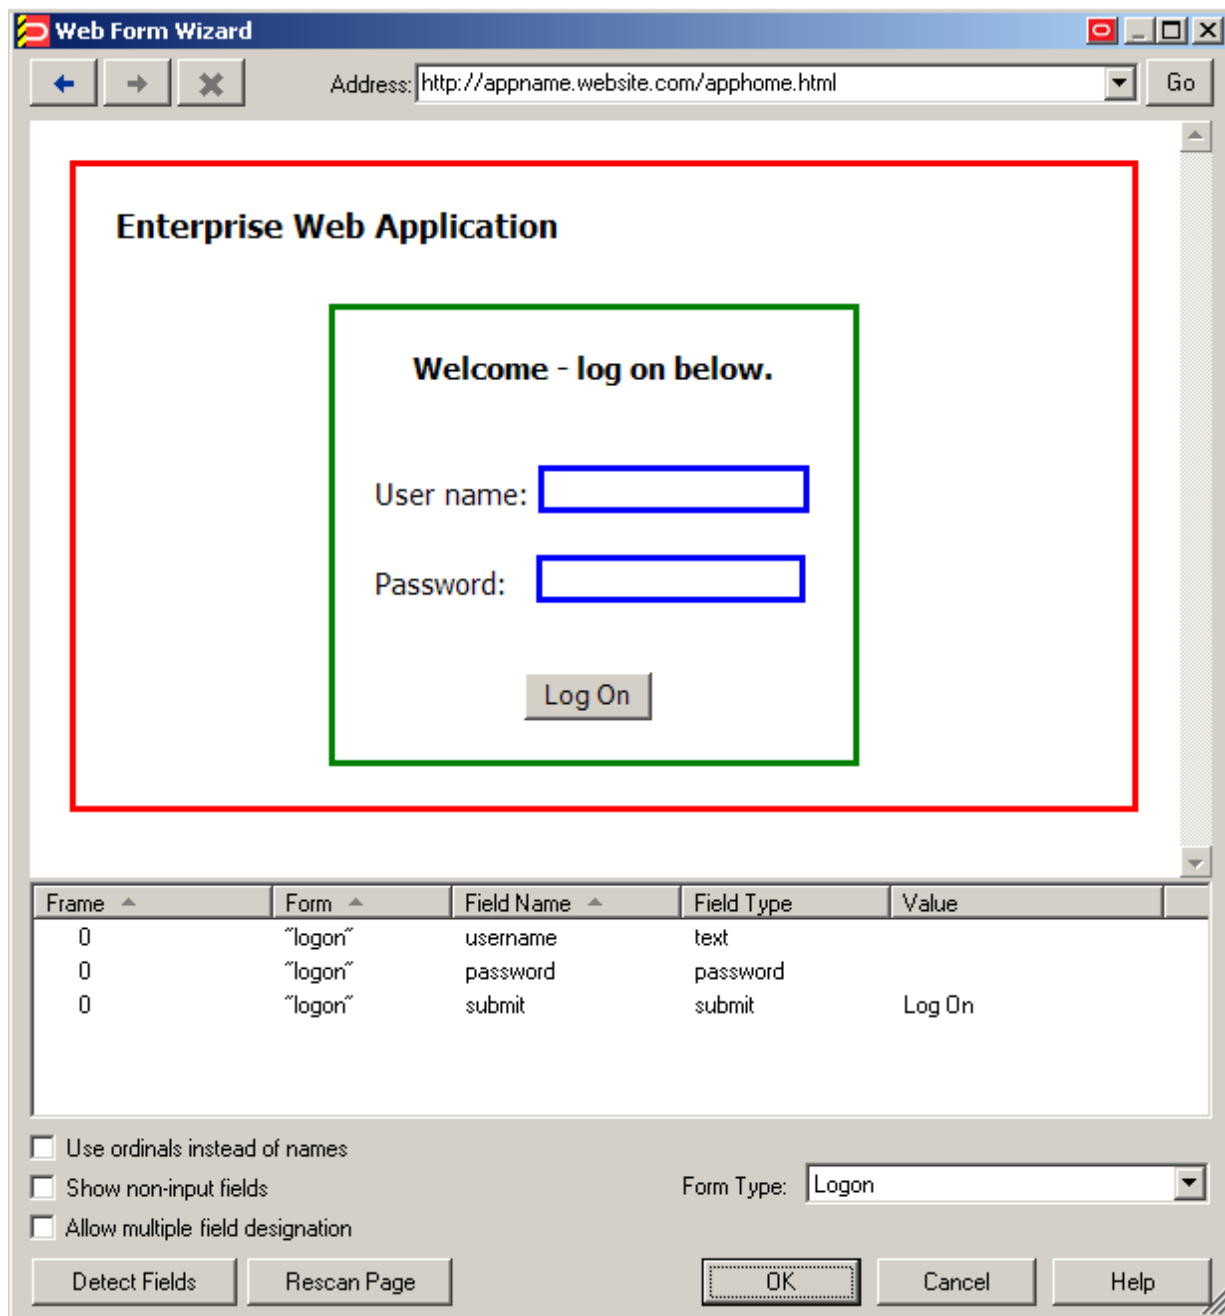 Web Form Wizard
Address: http://appname.website.com/apphome.html Go
Enterprise Web Application
Welcome - log on below.
User name:
Password:
Log On
Frame Form Field Name Field Type Value
0 "logon" username text
0 "logon" password password
0 "logon" submit submit Log On
Use ordinals instead of names
Show non-input fields
Form Type: Logon
Allow multiple field designation
Detect Fields Rescan Page OK Cancel Help